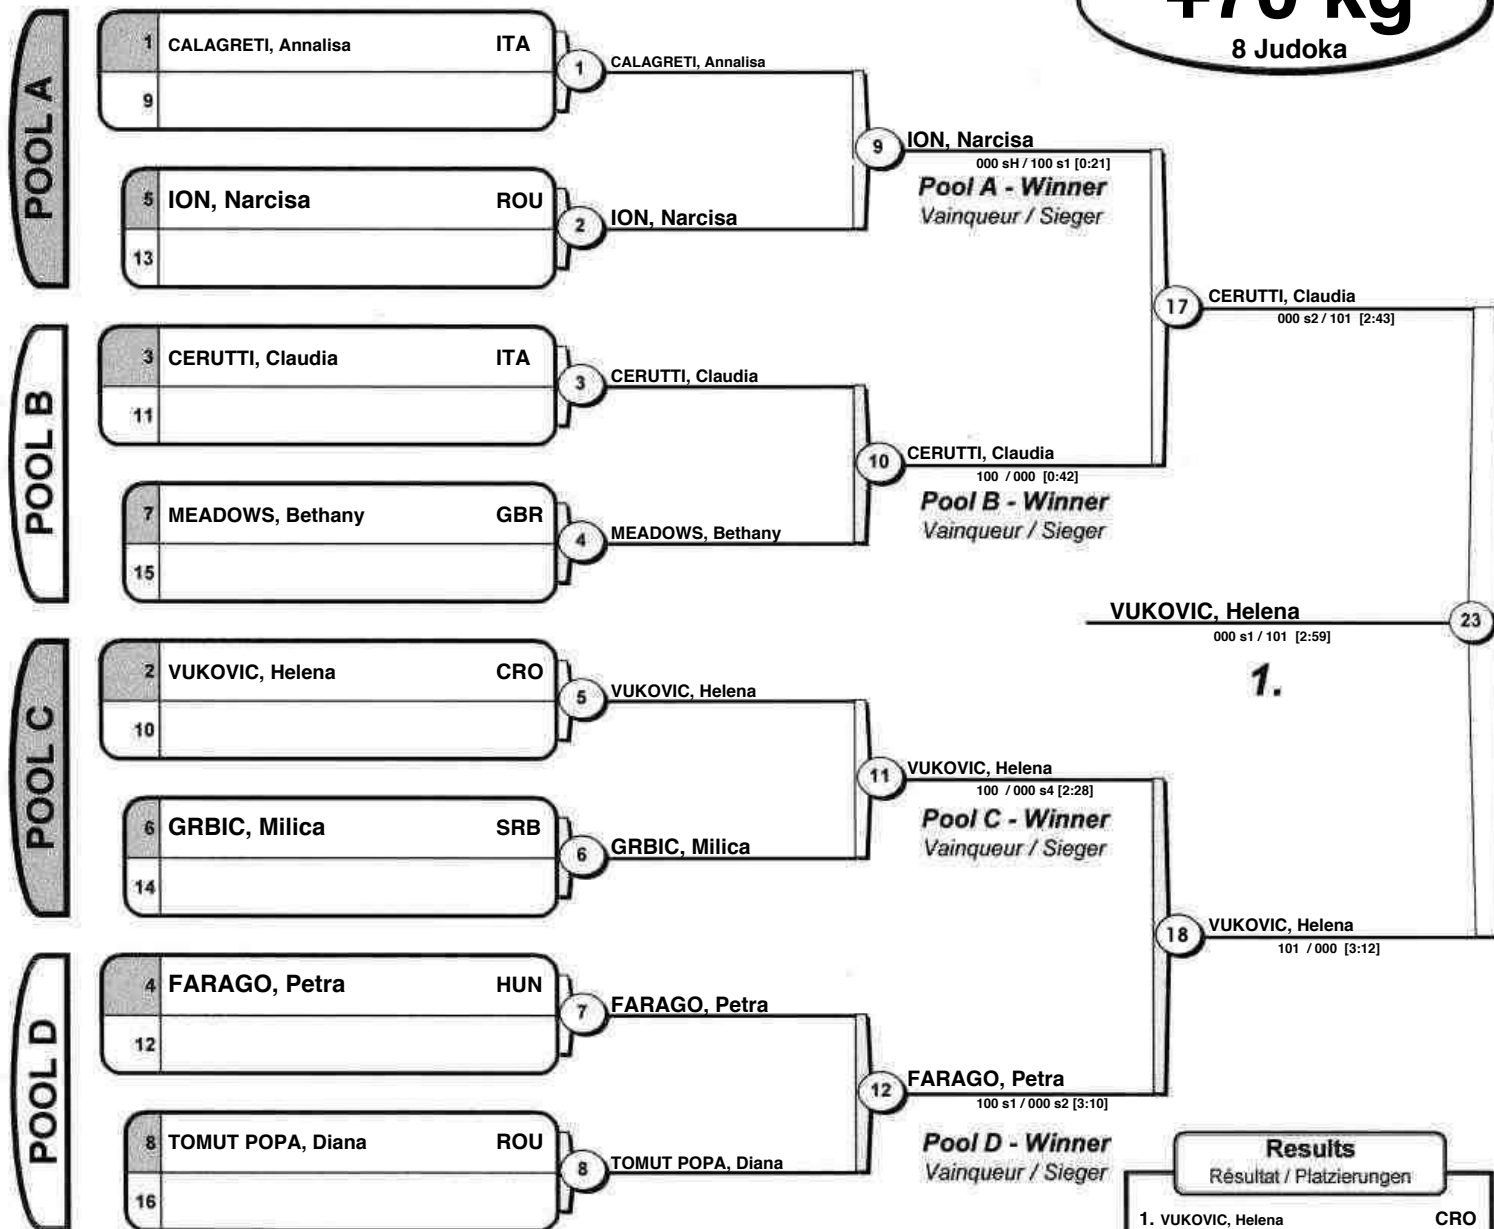 +70 kg
8 Judoka
POOL A
1 CALAGRETI, Annalisa ITA
9
1 CALAGRETI, Annalisa
5 ION, Narcisa ROU
13
2 ION, Narcisa
9 ION, Narcisa
000 sH / 100 s1 [0:21]
Pool A - Winner
Vainqueur / Sieger
17 CERUTTI, Claudia
000 s2 / 101 [2:43]
POOL B
3 CERUTTI, Claudia ITA
11
3 CERUTTI, Claudia
7 MEADOWS, Bethany GBR
15
4 MEADOWS, Bethany
10 CERUTTI, Claudia
100 / 000 [0:42]
Pool B - Winner
Vainqueur / Sieger
VUKOVIC, Helena 23
000 s1 / 101 [2:59]
1.
POOL C
2 VUKOVIC, Helena CRO
10
5 VUKOVIC, Helena
6 GRBIC, Milica SRB
14
6 GRBIC, Milica
11 VUKOVIC, Helena
100 / 000 s4 [2:28]
Pool C - Winner
Vainqueur / Sieger
18 VUKOVIC, Helena
101 / 000 [3:12]
POOL D
4 FARAGO, Petra HUN
12
7 FARAGO, Petra
8 TOMUT POPA, Diana ROU
16
8 TOMUT POPA, Diana
12 FARAGO, Petra
100 s1 / 000 s2 [3:10]
Pool D - Winner
Vainqueur / Sieger
Results
Résultat / Platzierungen
1. VUKOVIC, Helena CRO